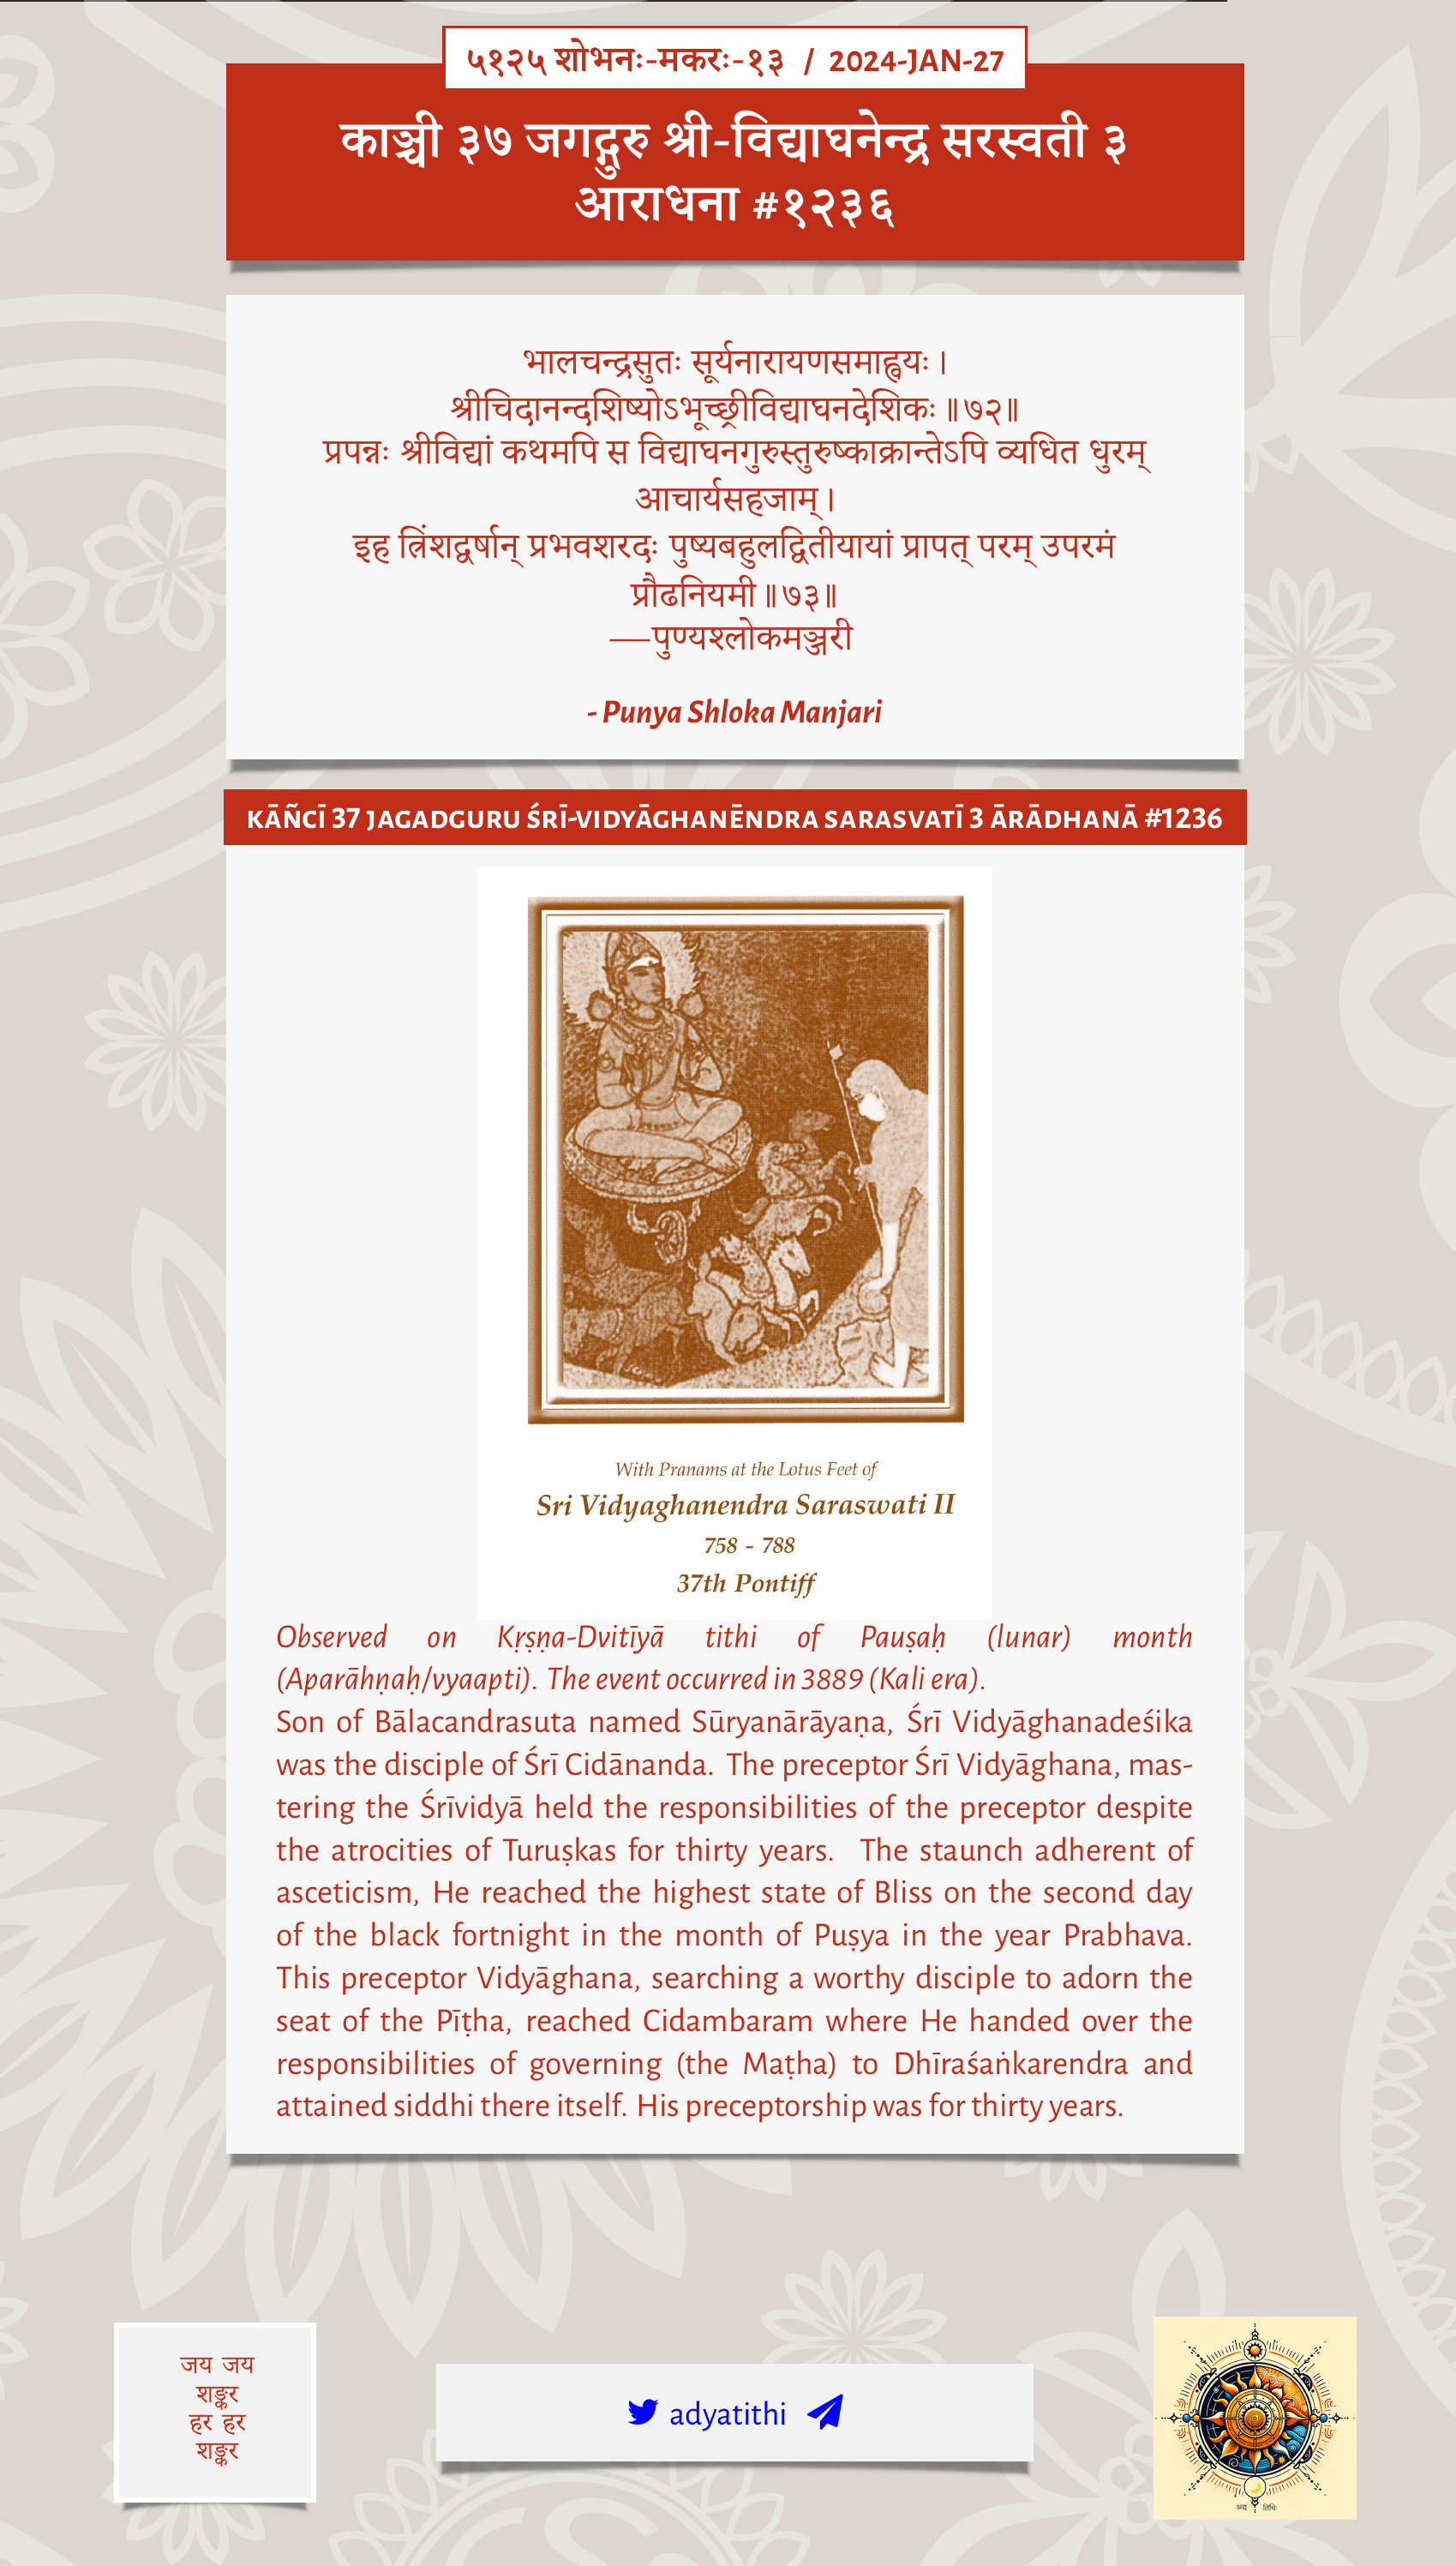 ५१२५ शोभनः-मकरः-१३ / 2024-JAN-27
काञ्ची ३७ जगद्गुरु श्री-विद्याघनेन्द्र सरस्वती ३
आराधना #१२३६
भालचन्द्रसुतः सूर्यनारायणसमाह्वयः।
श्रीचिदानन्दशिष्योऽभूच्छ्रीविद्याघनदेशिकः॥७२॥
प्रपन्नः श्रीविद्यां कथमपि स विद्याघनगुरुस्तुरुष्काक्रान्तेऽपि व्यधित धुरम्
आचार्यसहजाम्।
इह त्रिंशद्वर्षान् प्रभवशरदः पुष्यबहुलद्वितीयायां प्रापत् परम् उपरमं
प्रौढनियमी॥७३॥
—पुण्यश्लोकमञ्जरी
- Punya Shloka Manjari
KĀÑCĪ 37 JAGADGURU ŚRĪ-VIDYĀGHANĒNDRA SARASVATĪ 3 ĀRĀDHANĀ #1236
With Pranams at the Lotus Feet of
Sri Vidyaghanendra Saraswati II
758 - 788
37th Pontiff
Observed on Kṛṣṇa-Dvitīyā tithi of Pauṣaḥ (lunar) month
(Aparāhṇaḥ/vyaapti). The event occurred in 3889 (Kali era).
Son of Bālacandrasuta named Sūryanārāyaṇa, Śrī Vidyāghanadeśika
was the disciple of Śrī Cidānanda. The preceptor Śrī Vidyāghana, mas-
tering the Śrīvidyā held the responsibilities of the preceptor despite
the atrocities of Turuṣkas for thirty years. The staunch adherent of
asceticism, He reached the highest state of Bliss on the second day
of the black fortnight in the month of Puṣya in the year Prabhava.
This preceptor Vidyāghana, searching a worthy disciple to adorn the
seat of the Pīṭha, reached Cidambaram where He handed over the
responsibilities of governing (the Maṭha) to Dhīraśaṅkarendra and
attained siddhi there itself. His preceptorship was for thirty years.
जय जय
शङ्कर
हर हर
शङ्कर
adyatithi
अद्य तिथिः